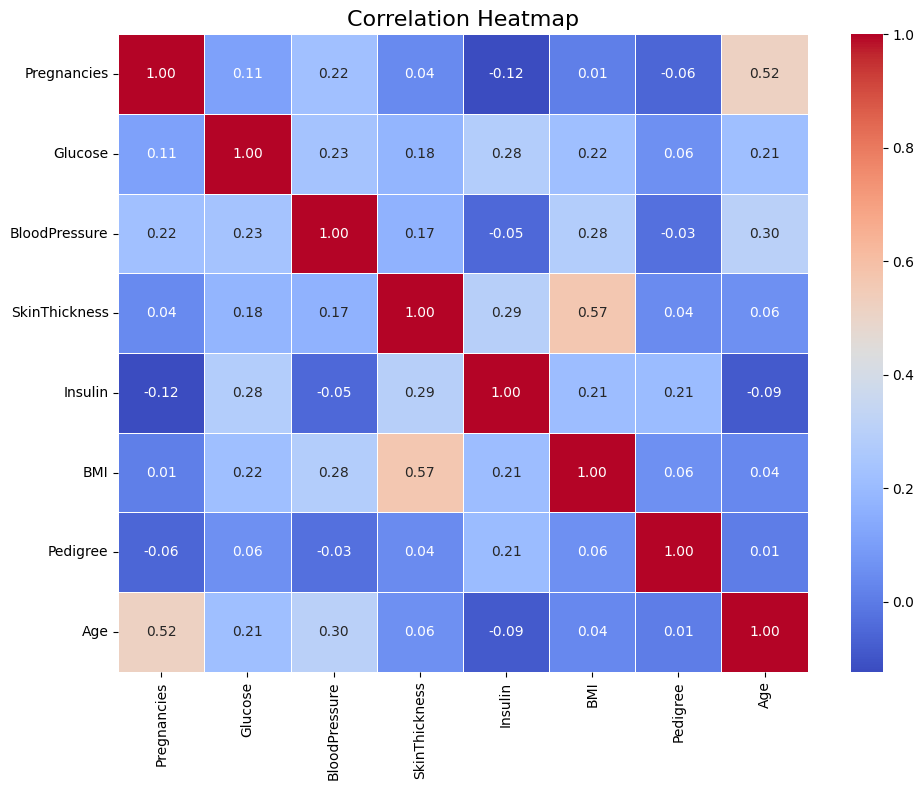 Correlation Heatmap
Pregnancies 1.00 0.11 0.22 0.04 -0.12 0.01 -0.06 0.52
Glucose 0.11 1.00 0.23 0.18 0.28 0.22 0.06 0.21
BloodPressure 0.22 0.23 1.00 0.17 -0.05 0.28 -0.03 0.30
SkinThickness 0.04 0.18 0.17 1.00 0.29 0.57 0.04 0.06
Insulin -0.12 0.28 -0.05 0.29 1.00 0.21 0.21 -0.09
BMI 0.01 0.22 0.28 0.57 0.21 1.00 0.06 0.04
Pedigree -0.06 0.06 -0.03 0.04 0.21 0.06 1.00 0.01
Age 0.52 0.21 0.30 0.06 -0.09 0.04 0.01 1.00
Pregnancies Glucose BloodPressure SkinThickness Insulin BMI Pedigree Age
1.0
0.8
0.6
0.4
0.2
0.0